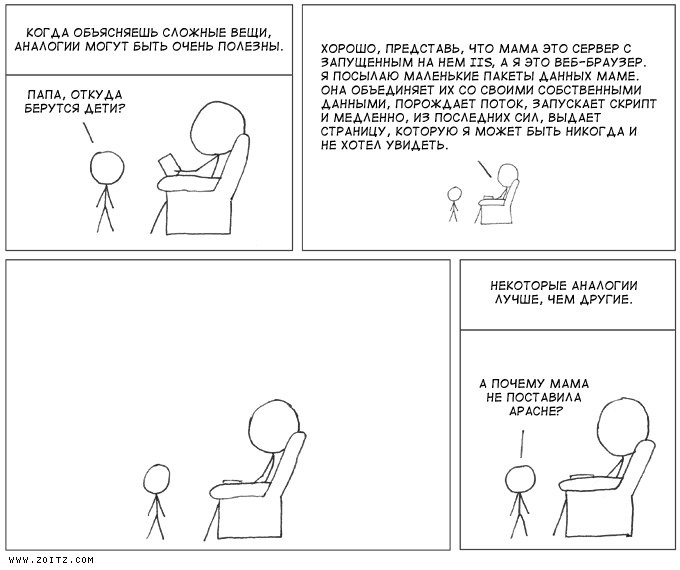 КОГДА ОБЪЯСНЯЕШЬ СЛОЖНЫЕ ВЕЩИ,
АНАЛОГИИ МОГУТ БЫТЬ ОЧЕНЬ ПОЛЕЗНЫ.
ПАПА, ОТКУДА
БЕРУТСЯ ДЕТИ?
ХОРОШО, ПРЕДСТАВЬ, ЧТО МАМА ЭТО СЕРВЕР С
ЗАПУЩЕННЫМ НА НЕМ IIS, А Я ЭТО ВЕБ-БРАУЗЕР.
Я ПОСЫЛАЮ МАЛЕНЬКИЕ ПАКЕТЫ ДАННЫХ МАМЕ.
ОНА ОБЪЕДИНЯЕТ ИХ СО СВОИМИ СОБСТВЕННЫМИ
ДАННЫМИ, ПОРОЖДАЕТ ПОТОК, ЗАПУСКАЕТ СКРИПТ
И МЕДЛЕННО, ИЗ ПОСЛЕДНИХ СИЛ, ВЫДАЕТ
СТРАНИЦУ, КОТОРУЮ Я МОЖЕТ БЫТЬ НИКОГДА И
НЕ ХОТЕЛ УВИДЕТЬ.
НЕКОТОРЫЕ АНАЛОГИИ
ЛУЧШЕ, ЧЕМ ДРУГИЕ.
А ПОЧЕМУ МАМА
НЕ ПОСТАВИЛА
APACHE?
WWW.ZOITZ.COM